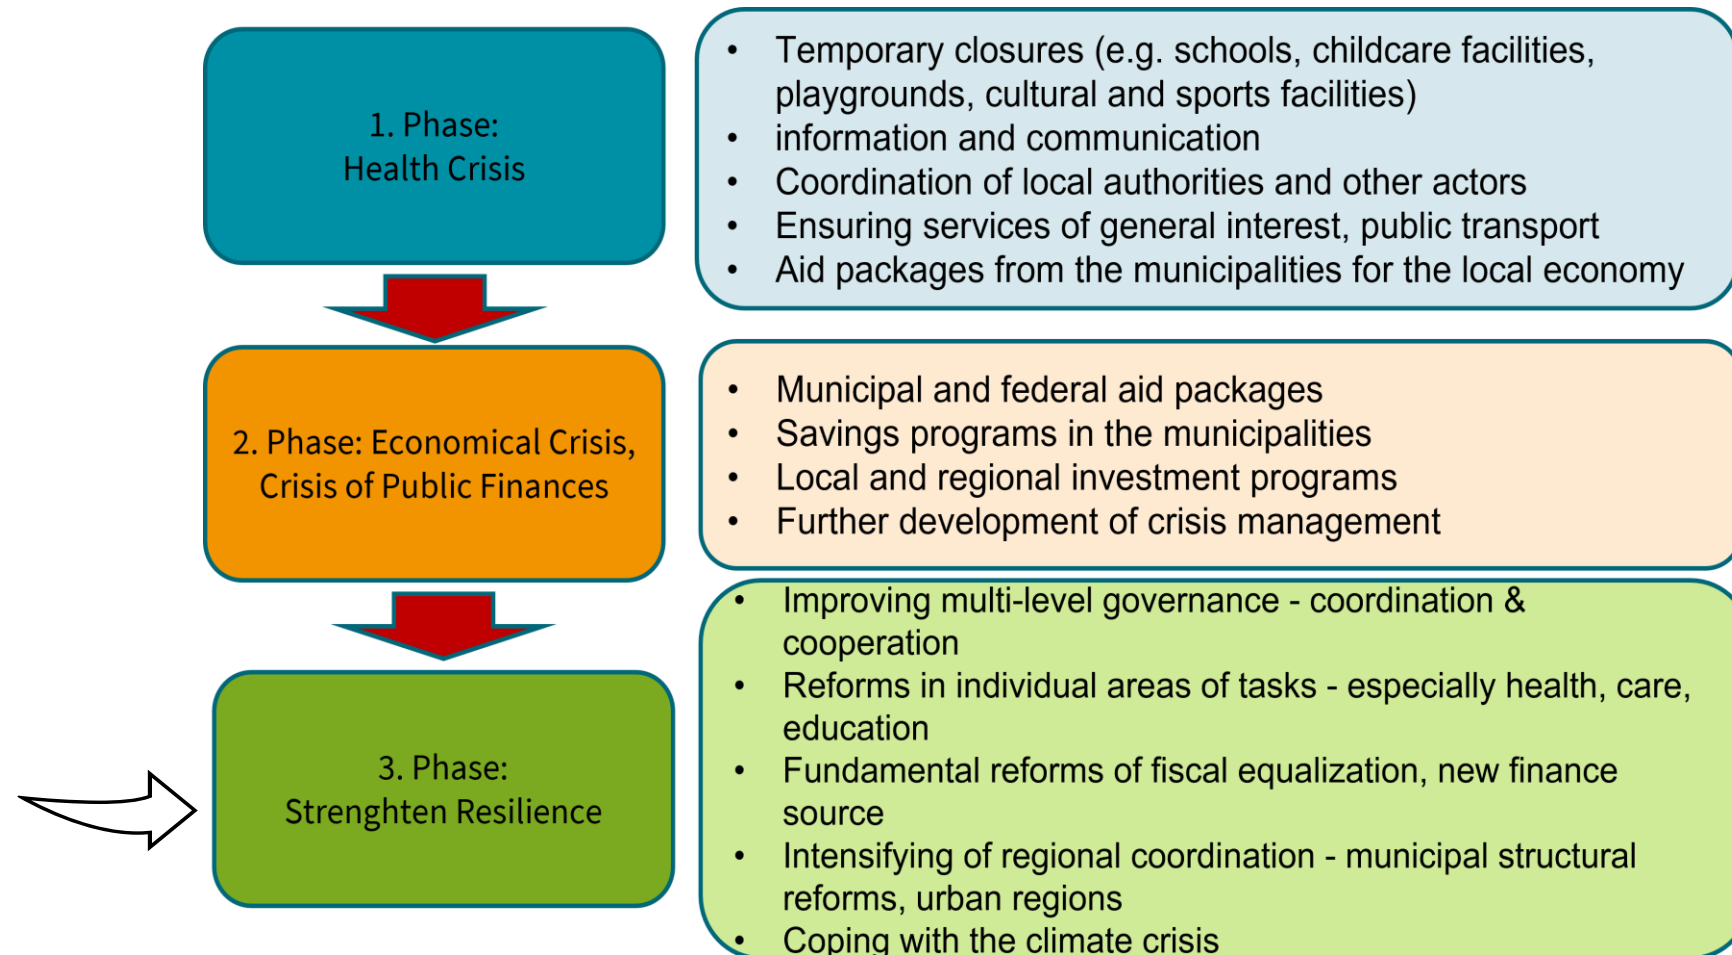 1. Phase:
Health Crisis
• Temporary closures (e.g. schools, childcare facilities,
playgrounds, cultural and sports facilities)
• information and communication
• Coordination of local authorities and other actors
• Ensuring services of general interest, public transport
• Aid packages from the municipalities for the local economy
2. Phase: Economical Crisis,
Crisis of Public Finances
• Municipal and federal aid packages
• Savings programs in the municipalities
• Local and regional investment programs
• Further development of crisis management
3. Phase:
Strenghten Resilience
• Improving multi-level governance - coordination &
cooperation
• Reforms in individual areas of tasks - especially health, care,
education
• Fundamental reforms of fiscal equalization, new finance
source
• Intensifying of regional coordination - municipal structural
reforms, urban regions
• Coping with the climate crisis